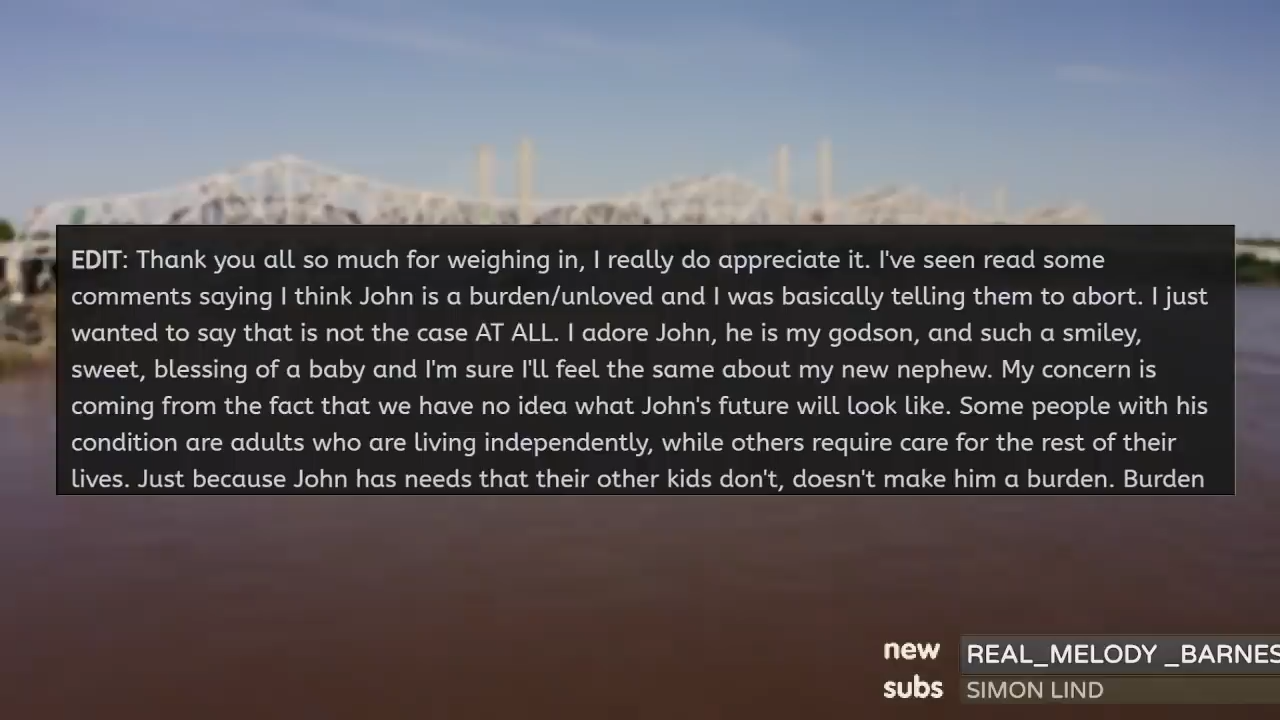 EDIT: Thank you all so much for weighing in, I really do appreciate it. I've seen read some
comments saying I think John is a burden/unloved and I was basically telling them to abort. I just
wanted to say that is not the case AT ALL. I adore John, he is my godson, and such a smiley,
sweet, blessing of a baby and I'm sure I'll feel the same about my new nephew. My concern is
coming from the fact that we have no idea what John's future will look like. Some people with his
condition are adults who are living independently, while others require care for the rest of their
lives. Just because John has needs that their other kids don't, doesn't make him a burden. Burden
new REAL_MELODY _BARNES
subs SIMON LIND